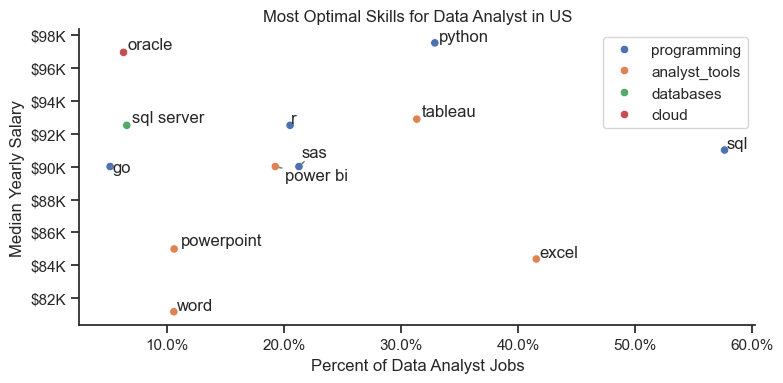 Most Optimal Skills for Data Analyst in US
$98K
$96K
$94K
$92K
$90K
$88K
$86K
$84K
$82K
Median Yearly Salary
oracle
python
sql server
r
tableau
sas
sql
go
power bi
powerpoint
excel
word
programming
analyst_tools
databases
cloud
10.0%
20.0%
30.0%
40.0%
50.0%
60.0%
Percent of Data Analyst Jobs